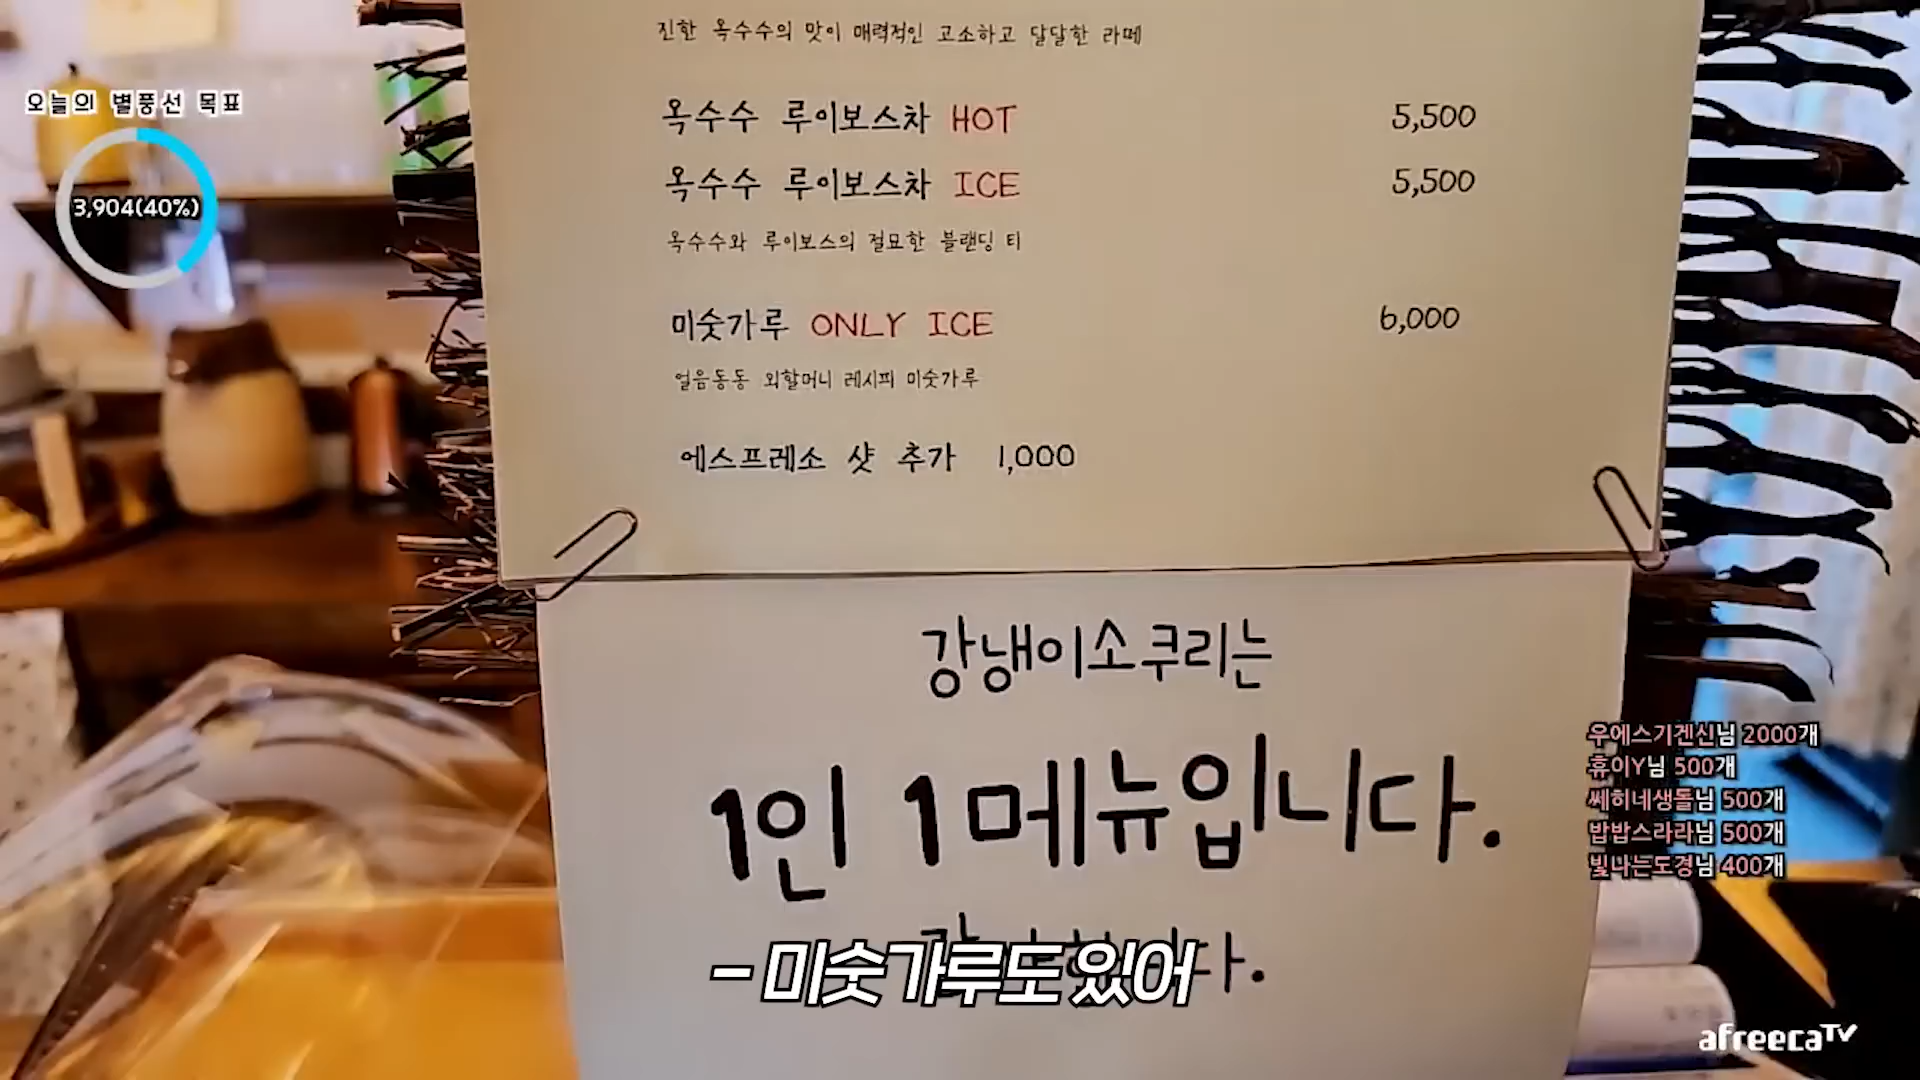 진한 옥수수의 맛이 매력적인 고소하고 달달한 라떼
오늘의 별풍선 목표
3,904(40%)
옥수수 루이보스차 HOT 5,500
옥수수 루이보스차 ICE 5,500
옥수수와 루이보스의 절묘한 블랜딩 티
미숫가루 ONLY ICE 6,000
얼음동동 외할머니 레시피 미숫가루
에스프레소 샷 추가 1,000
강냉이소쿠리는
1인 1메뉴입니다.
우에스기겐신님 2000개
휴이Y님 500개
쎄히네생돌님 500개
밥밥스라라님 500개
빛나는도경님 400개
- 미숫가루도 있어
afreecaTV